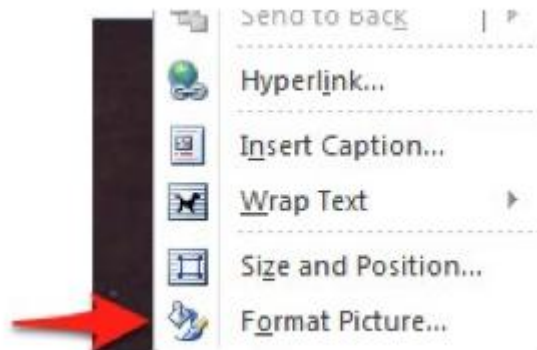 Send to Back
Hyperlink...
Insert Caption...
Wrap Text
Size and Position...
Format Picture...